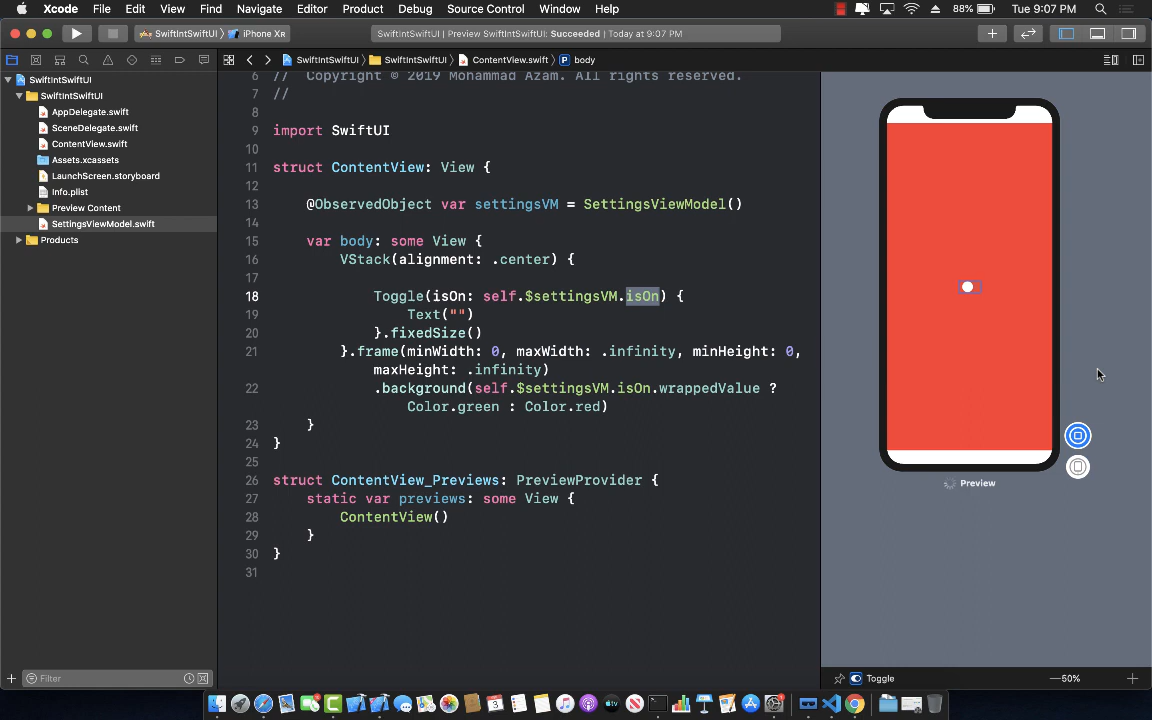 Xcode File Edit View Find Navigate Editor Product Debug Source Control Window Help 88% Tue 9:07 PM
SwiftIntSwiftUI iPhone XR SwiftIntSwiftUI | Preview SwiftIntSwiftUI: Succeeded | Today at 9:07 PM
SwiftIntSwiftUI SwiftIntSwiftUI ContentView.swift P body
SwiftIntSwiftUI
SwiftIntSwiftUI
AppDelegate.swift
SceneDelegate.swift
ContentView.swift
Assets.xcassets
LaunchScreen.storyboard
Info.plist
Preview Content
SettingsViewModel.swift
Products
Filter
6 // Copyright © 2019 Mohammad Azam. All rights reserved.
7 //
8
9 import SwiftUI
10
11 struct ContentView: View {
12
13 @ObservedObject var settingsVM = SettingsViewModel()
14
15 var body: some View {
16 VStack(alignment: .center) {
17
18 Toggle(isOn: self.$settingsVM.isOn) {
19 Text("")
20 }.fixedSize()
21 }.frame(minWidth: 0, maxWidth: .infinity, minHeight: 0,
maxHeight: .infinity)
22 .background(self.$settingsVM.isOn.wrappedValue ?
Color.green : Color.red)
23 }
24 }
25
26 struct ContentView_Previews: PreviewProvider {
27 static var previews: some View {
28 ContentView()
29 }
30 }
31
Preview
Toggle
50%